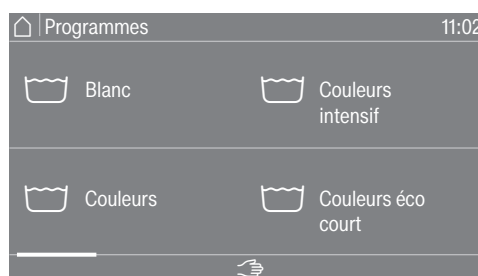 Programmes
11:02
Blanc
Couleurs
intensif
Couleurs
Couleurs éco
court